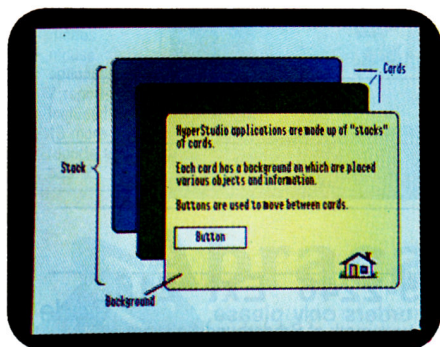 Cards
HyperStudio applications are made up of "stacks"
of cards.
Each card has a background on which are placed
various objects and information.
Stack
Buttons are used to move between cards.
Button
Background